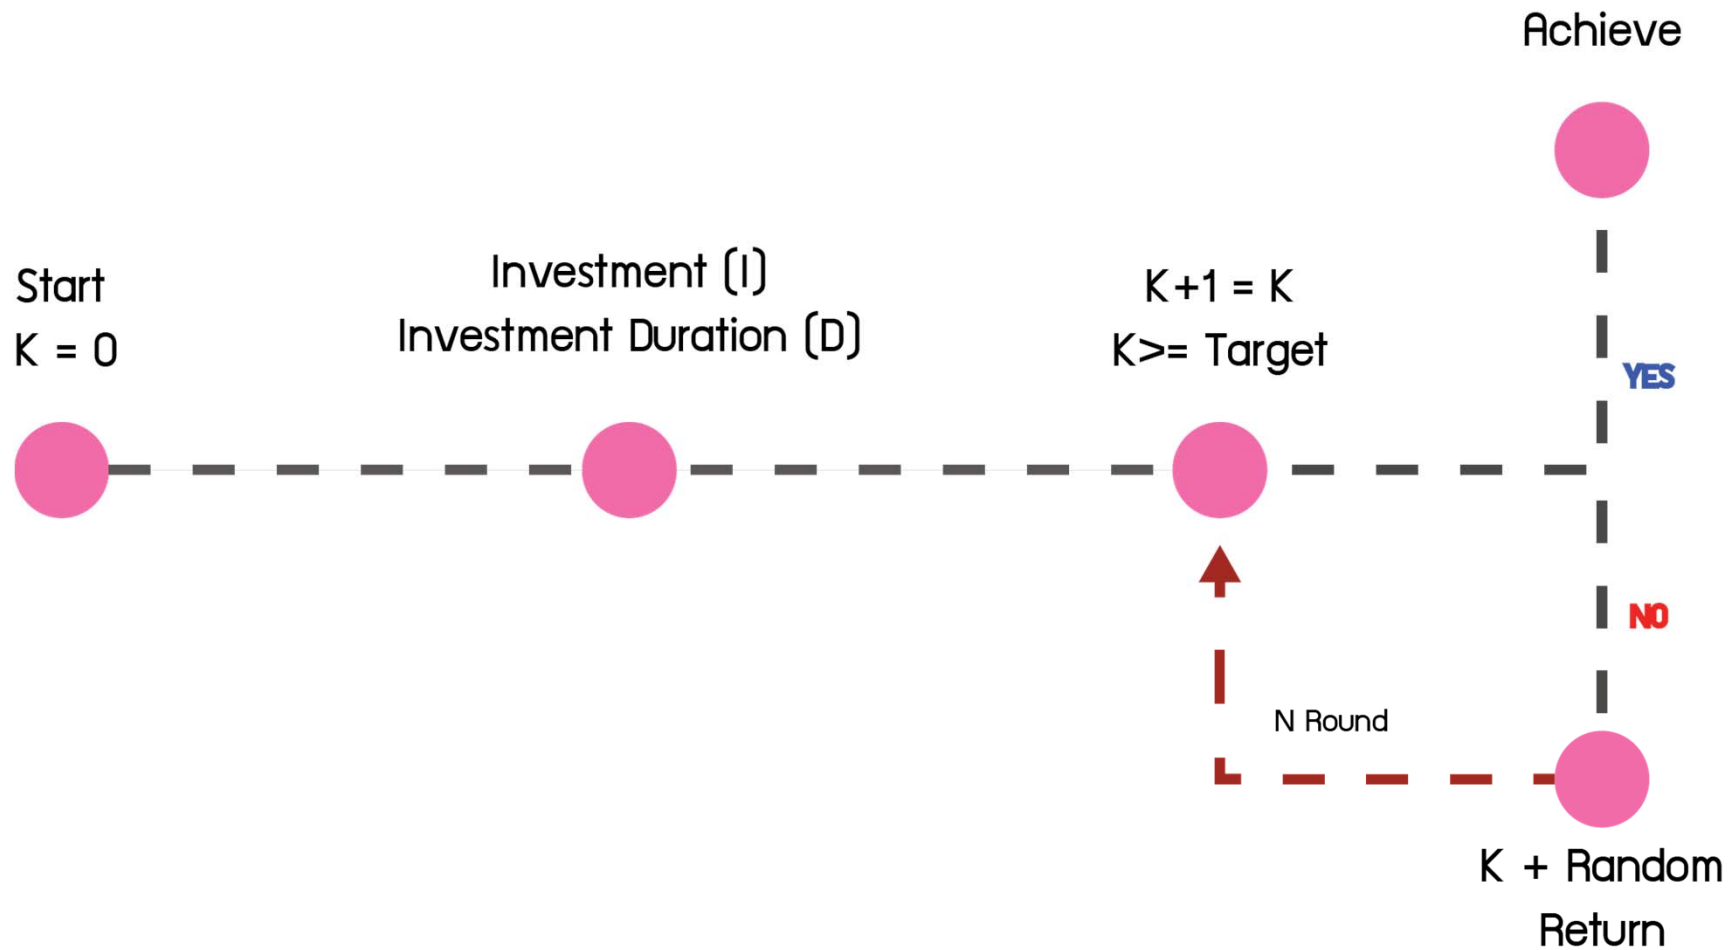 Start
K = 0
Investment (I)
Investment Duration (D)
K+1 = K
K>= Target
Achieve
YES
NO
N Round
K + Random
Return